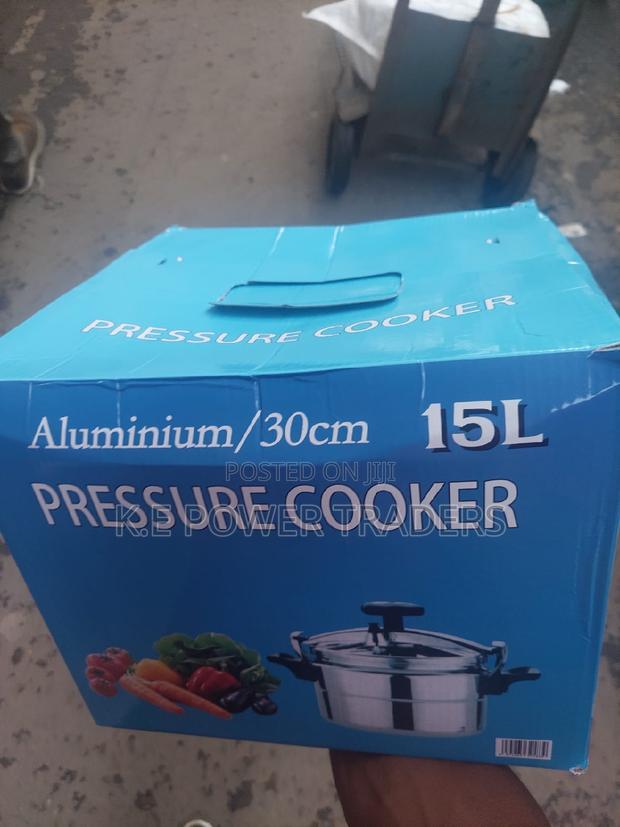 PRESSURE COOKER
Aluminium/30cm 15L
POSTED ON JIJI
PRESSURE COOKER
K.E POWER TRADERS